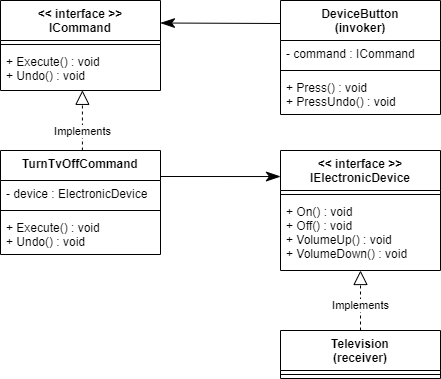 << interface >>
ICommand
+ Execute() : void
+ Undo() : void
DeviceButton
(invoker)
- command : ICommand
+ Press() : void
+ PressUndo() : void
Implements
TurnTvOffCommand
- device : ElectronicDevice
+ Execute() : void
+ Undo() : void
<< interface >>
IElectronicDevice
+ On() : void
+ Off() : void
+ VolumeUp() : void
+ VolumeDown() : void
Implements
Television
(receiver)